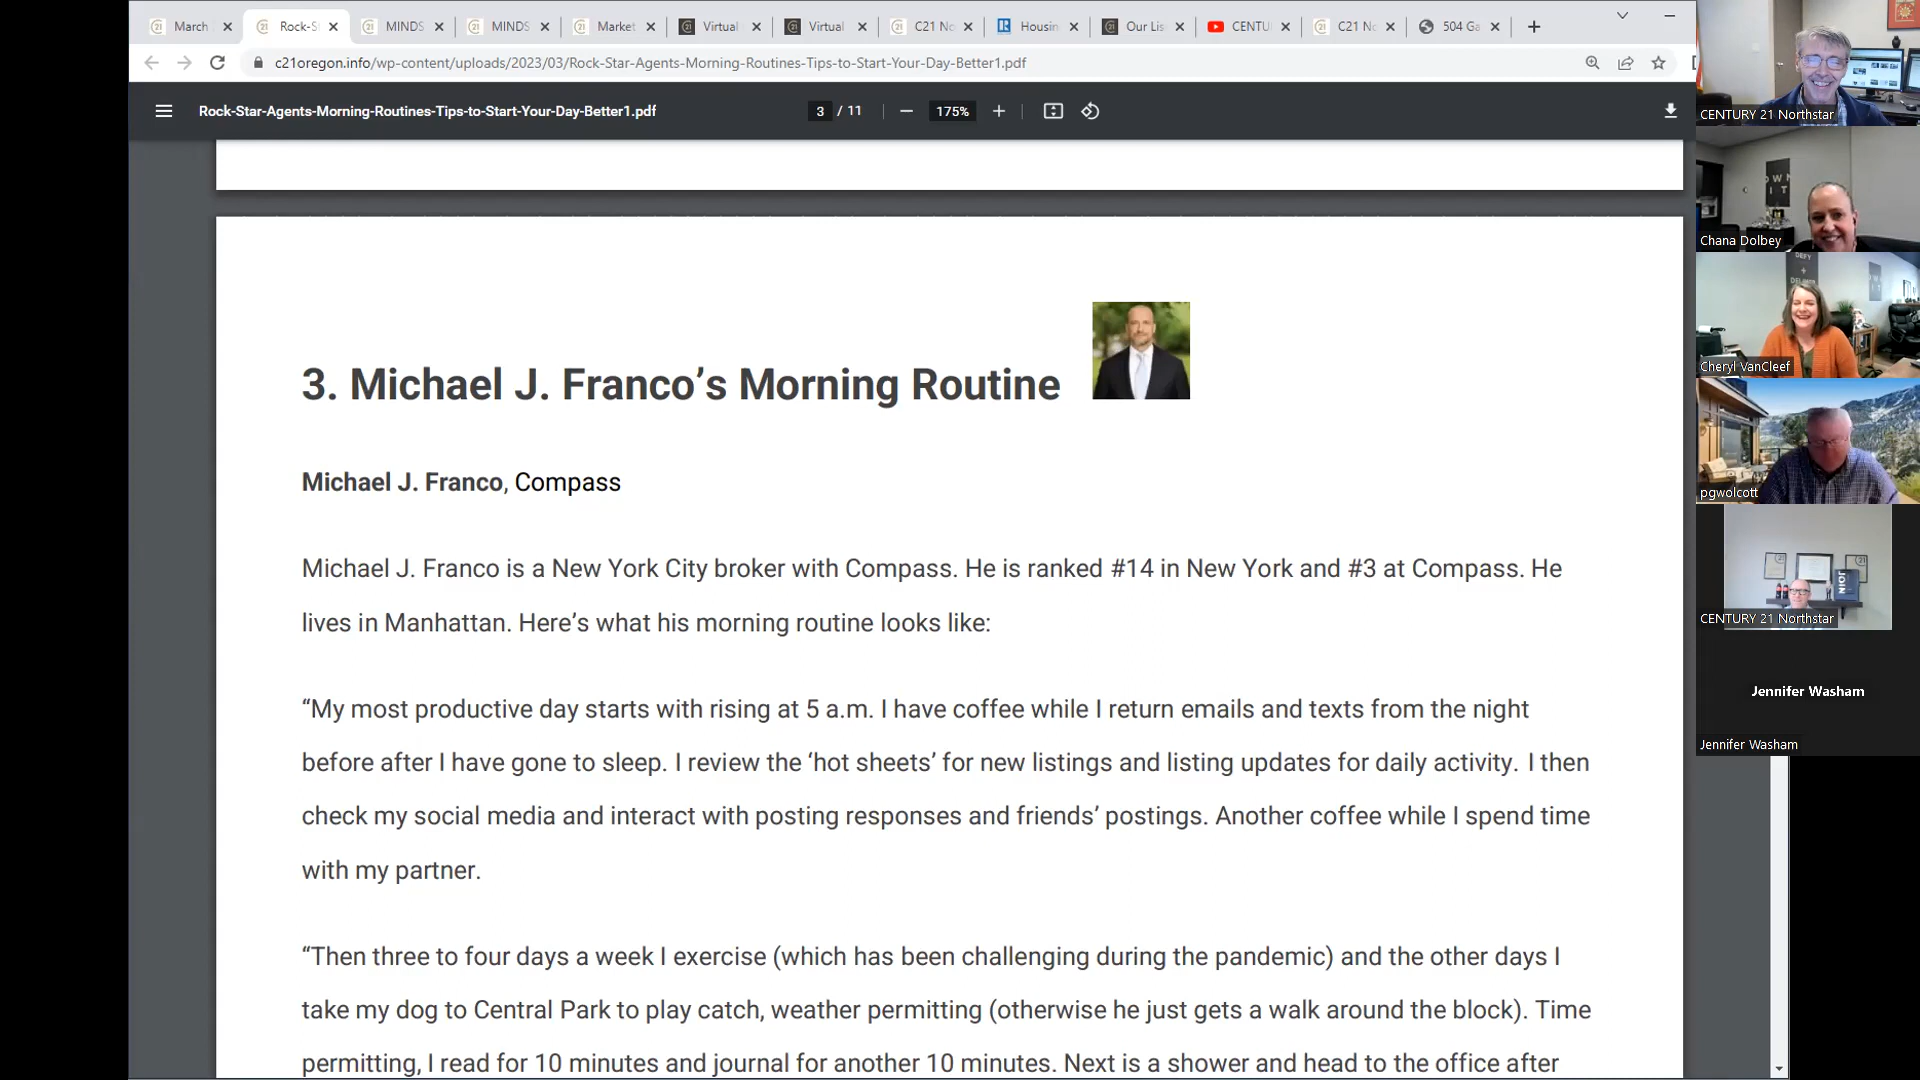 March
Rock-S
MINDS
MINDS
Market
Virtual
Virtual
C21 No
Housin
Our Lis
CENTU
C21 No
504 Ga
c21oregon.info/wp-content/uploads/2023/03/Rock-Star-Agents-Morning-Routines-Tips-to-Start-Your-Day-Better1.pdf
Rock-Star-Agents-Morning-Routines-Tips-to-Start-Your-Day-Better1.pdf
3 / 11
175%
3. Michael J. Franco’s Morning Routine
Michael J. Franco, Compass
Michael J. Franco is a New York City broker with Compass. He is ranked #14 in New York and #3 at Compass. He
lives in Manhattan. Here’s what his morning routine looks like:
“My most productive day starts with rising at 5 a.m. I have coffee while I return emails and texts from the night
before after I have gone to sleep. I review the ‘hot sheets’ for new listings and listing updates for daily activity. I then
check my social media and interact with posting responses and friends’ postings. Another coffee while I spend time
with my partner.
“Then three to four days a week I exercise (which has been challenging during the pandemic) and the other days I
take my dog to Central Park to play catch, weather permitting (otherwise he just gets a walk around the block). Time
permitting, I read for 10 minutes and journal for another 10 minutes. Next is a shower and head to the office after
CENTURY 21 Northstar
OWN
IT
Chana Dolbey
DEFY
+
Cheryl VanCleef
pgwolcott
JOIN
CENTURY 21 Northstar
Jennifer Washam
Jennifer Washam